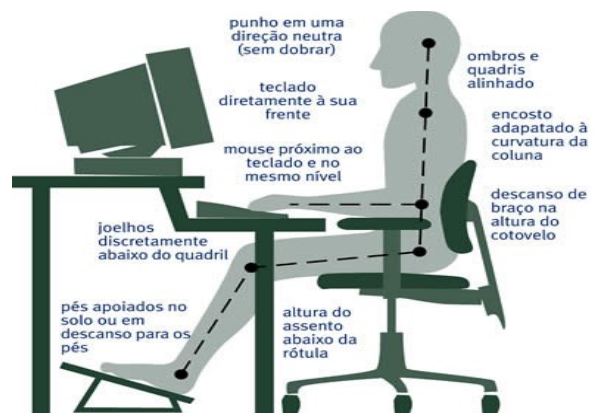 punho em uma
direção neutra
(sem dobrar)
teclado
diretamente à sua
frente
mouse próximo ao
teclado e no
mesmo nível
ombros e
quadris
alinhado
encosto
adapatado à
curvatura da
coluna
descanso de
braço na
altura do
cotovelo
joelhos
discretamente
abaixo do quadril
pés apoiados no
solo ou em
descanso para os
pés
altura do
assento
abaixo da
rótula